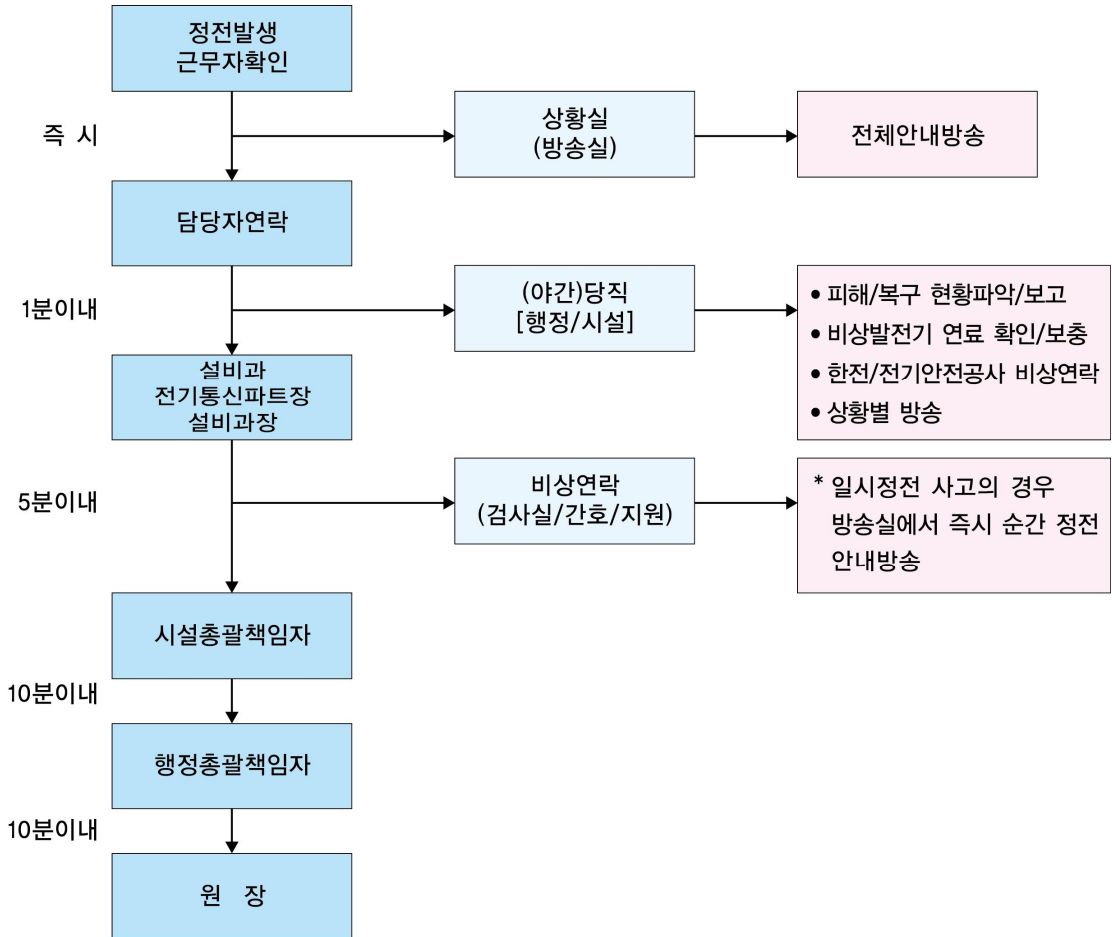 정전발생
근무자확인
즉 시
상황실
(방송실)
전체안내방송
담당자연락
1분이내
(야간)당직
[행정/시설]
• 피해/복구 현황파악/보고
• 비상발전기 연료 확인/보충
• 한전/전기안전공사 비상연락
• 상황별 방송
설비과
전기통신파트장
설비과장
5분이내
비상연락
(검사실/간호/지원)
* 일시정전 사고의 경우
방송실에서 즉시 순간 정전
안내방송
시설총괄책임자
10분이내
행정총괄책임자
10분이내
원 장